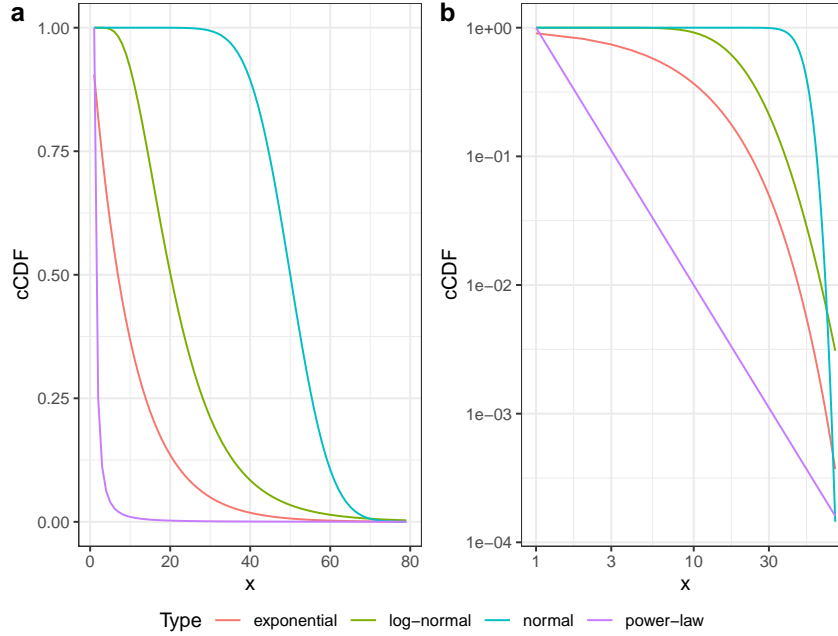 a
b
cCDF
1.00
0.75
0.50
0.25
0.00
0 20 40 60 80
x
cCDF
1e+00
1e−01
1e−02
1e−03
1e−04
1 3 10 30
x
Type exponential log−normal normal power−law